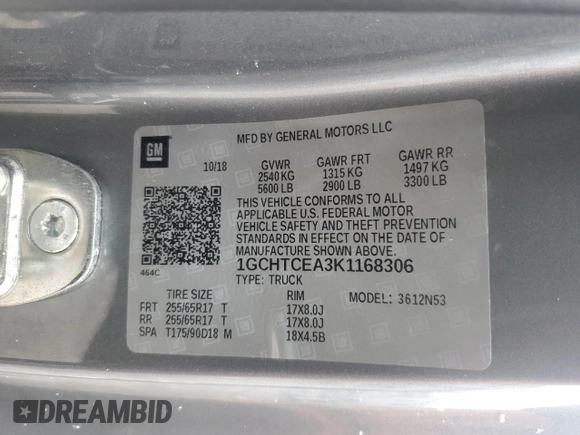 GM
MFD BY GENERAL MOTORS LLC
10/18 GVWR GAWR FRT GAWR RR
2540 KG 1315 KG 1497 KG
5600 LB 2900 LB 3300 LB
THIS VEHICLE CONFORMS TO ALL
APPLICABLE U.S. FEDERAL MOTOR
VEHICLE SAFETY AND THEFT PREVENTION
STANDARDS IN EFFECT ON THE DATE OF
MANUFACTURE SHOWN ABOVE.
464C
1GCHTCEA3K1168306
TYPE: TRUCK
TIRE SIZE RIM MODEL: 3612N53
FRT 255/65R17 T 17X8.0J
RR 255/65R17 T 17X8.0J
SPA T175/90D18 M 18X4.5B
DREAMBID